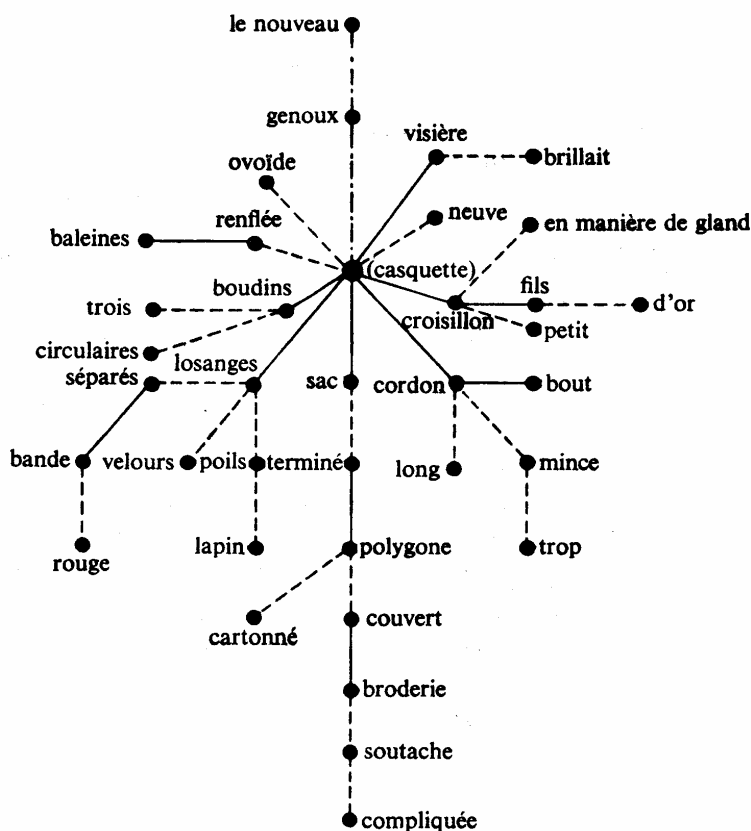 le nouveau
genoux
visière
brillait
ovoïde
neuve
en manière de gland
renflée
baleines
(casquette)
boudins
fils
trois
d'or
croisillon
petit
circulaires
losanges
séparés
sac
cordon
bout
bande
velours
poils
terminé
long
mince
rouge
lapin
polygone
trop
cartonné
couvert
broderie
soutache
compliquée